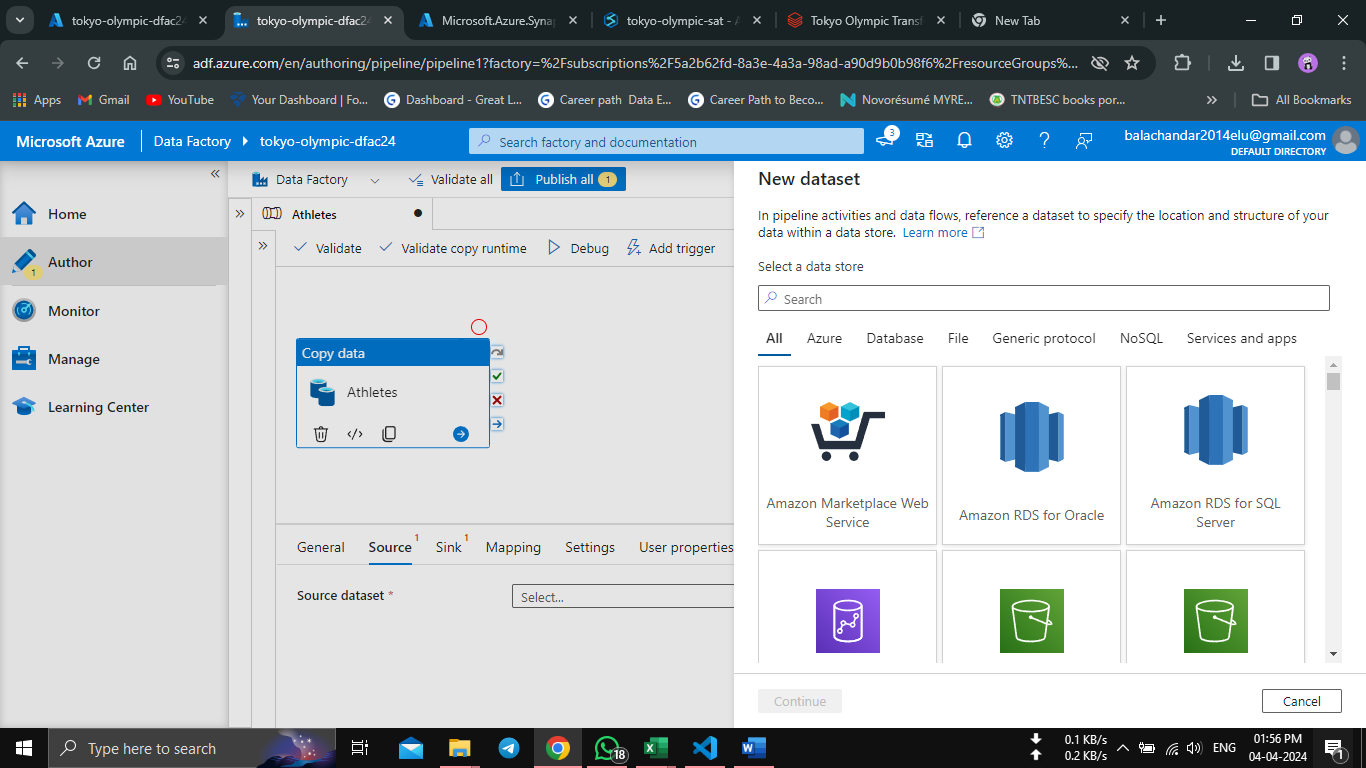 tokyo-olympic-dfac24
tokyo-olympic-dfac24
Microsoft.Azure.Syna
tokyo-olympic-sat - A
Tokyo Olympic Transf
New Tab
adf.azure.com/en/authoring/pipeline/pipeline1?factory=%2Fsubscriptions%2F5a2b62fd-8a3e-4a3a-98ad-a90d9b0b98f6%2FresourceGroups%...
Apps
Gmail
YouTube
Your Dashboard | Fo...
Dashboard - Great L...
Career path Data E...
Career Path to Beco...
Novorésumé MYRE...
TNTBESC books por...
All Bookmarks
Microsoft Azure
Data Factory
tokyo-olympic-dfac24
Search factory and documentation
3
balachandar2014elu@gmail.com
DEFAULT DIRECTORY
Home
Author
1
Monitor
Manage
Learning Center
Data Factory
Validate all
Publish all 1
Athletes
Validate
Validate copy runtime
Debug
Add trigger
Copy data
Athletes
General
Source 1
Sink 1
Mapping
Settings
User properties
Source dataset *
Select...
New dataset
In pipeline activities and data flows, reference a dataset to specify the location and structure of your
data within a data store. Learn more
Select a data store
Search
All
Azure
Database
File
Generic protocol
NoSQL
Services and apps
Amazon Marketplace Web
Service
Amazon RDS for Oracle
Amazon RDS for SQL
Server
Continue
Cancel
Type here to search
18
0.1 KB/s
0.2 KB/s
ENG
01:56 PM
04-04-2024
1